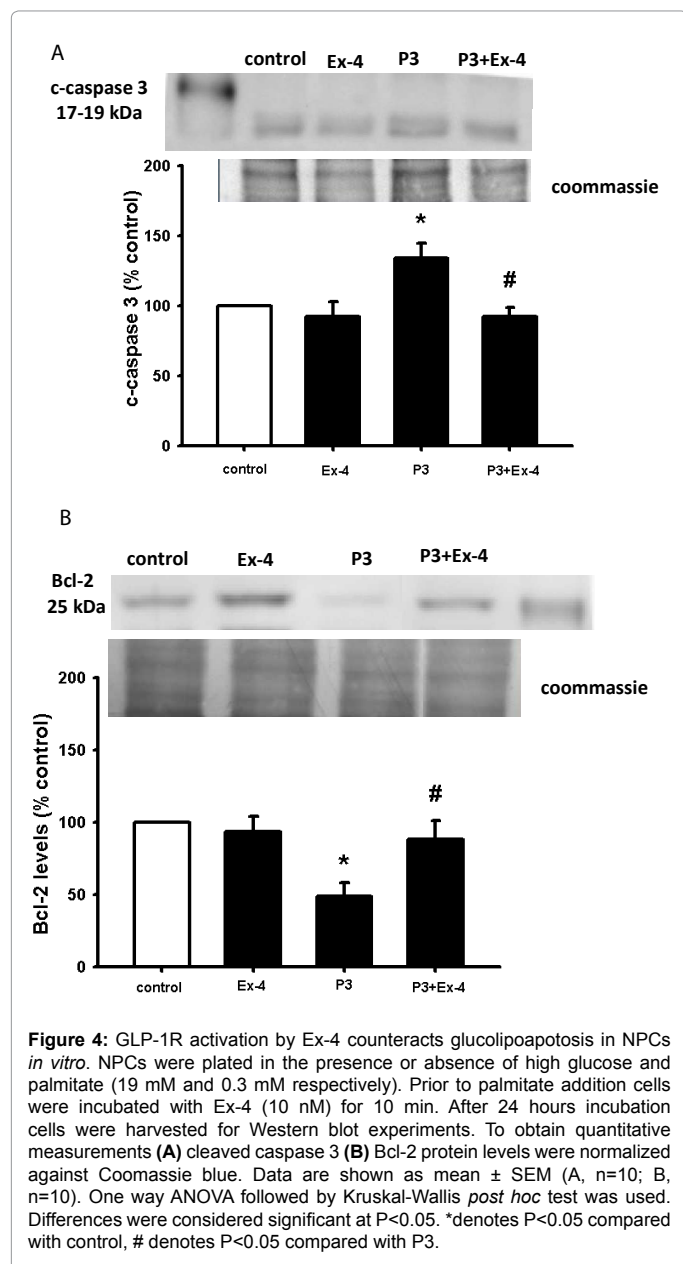 A
control Ex-4 P3 P3+Ex-4
c-caspase 3
17-19 kDa
coommassie
200
150
100
50
0
c-caspase 3 (% control)
*
#
control Ex-4 P3 P3+Ex-4
B
control Ex-4 P3 P3+Ex-4
Bcl-2
25 kDa
coommassie
200
150
100
50
0
Bcl-2 levels (% control)
*
#
control Ex-4 P3 P3+Ex-4
Figure 4: GLP-1R activation by Ex-4 counteracts glucolipoapotosis in NPCs
in vitro. NPCs were plated in the presence or absence of high glucose and
palmitate (19 mM and 0.3 mM respectively). Prior to palmitate addition cells
were incubated with Ex-4 (10 nM) for 10 min. After 24 hours incubation
cells were harvested for Western blot experiments. To obtain quantitative
measurements (A) cleaved caspase 3 (B) Bcl-2 protein levels were normalized
against Coomassie blue. Data are shown as mean ± SEM (A, n=10; B,
n=10). One way ANOVA followed by Kruskal-Wallis post hoc test was used.
Differences were considered significant at P<0.05. *denotes P<0.05 compared
with control, # denotes P<0.05 compared with P3.